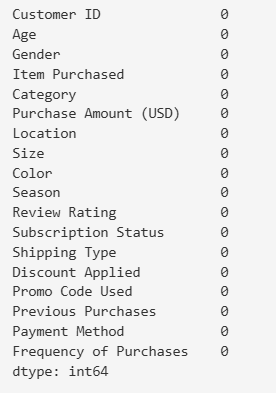 Customer ID 0
Age 0
Gender 0
Item Purchased 0
Category 0
Purchase Amount (USD) 0
Location 0
Size 0
Color 0
Season 0
Review Rating 0
Subscription Status 0
Shipping Type 0
Discount Applied 0
Promo Code Used 0
Previous Purchases 0
Payment Method 0
Frequency of Purchases 0
dtype: int64